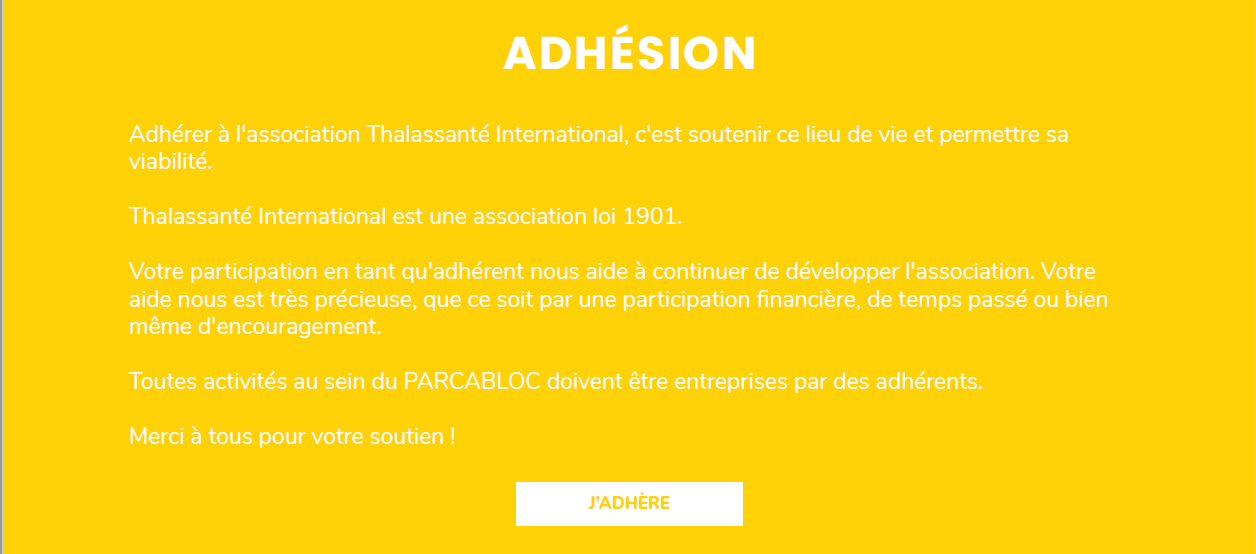 ADHÉSION
Adhérer à l'association Thalassanté International, c'est soutenir ce lieu de vie et permettre sa
viabilité.
Thalassanté International est une association loi 1901.
Votre participation en tant qu'adhérent nous aide à continuer de développer l'association. Votre
aide nous est très précieuse, que ce soit par une participation financière, de temps passé ou bien
même d'encouragement.
Toutes activités au sein du PARCABLOC doivent être entreprises par des adhérents.
Merci à tous pour votre soutien !
J'ADHÈRE